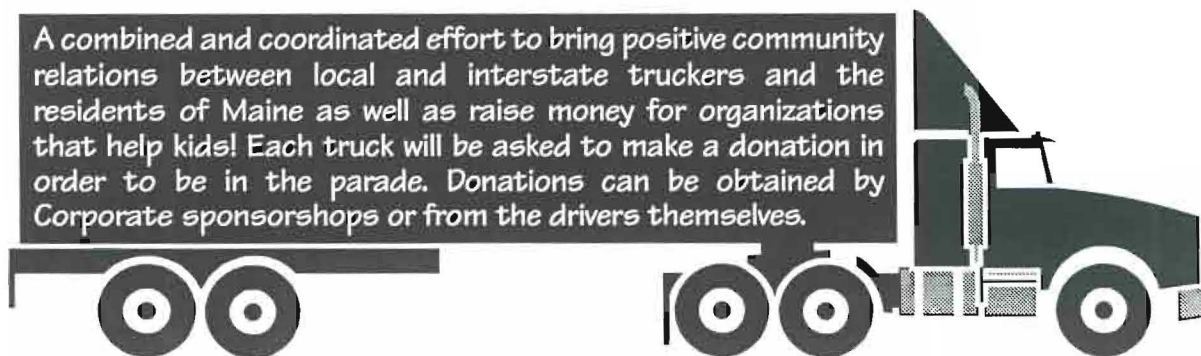 A combined and coordinated effort to bring positive community
relations between local and interstate truckers and the
residents of Maine as well as raise money for organizations
that help kids! Each truck will be asked to make a donation in
order to be in the parade. Donations can be obtained by
Corporate sponsorshops or from the drivers themselves.